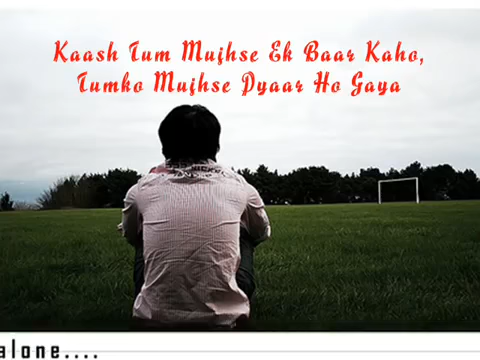 Kaash Tum Mujhse Ek Baar Kaho,
Tumko Mujhse Pyaar Ho Gaya
alone....